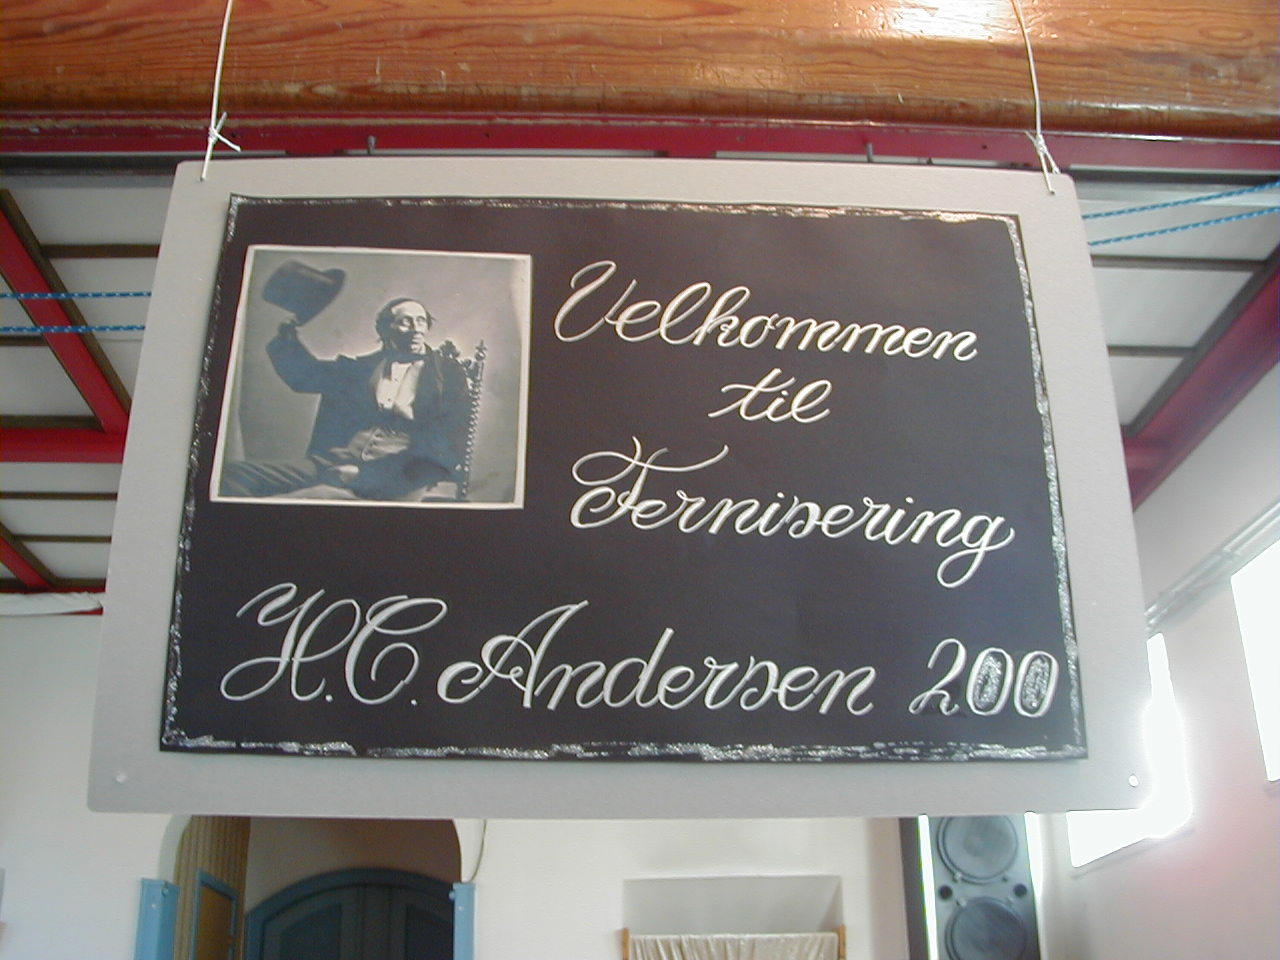 Velkommen
til
Fernisering
H.C. Andersen 200